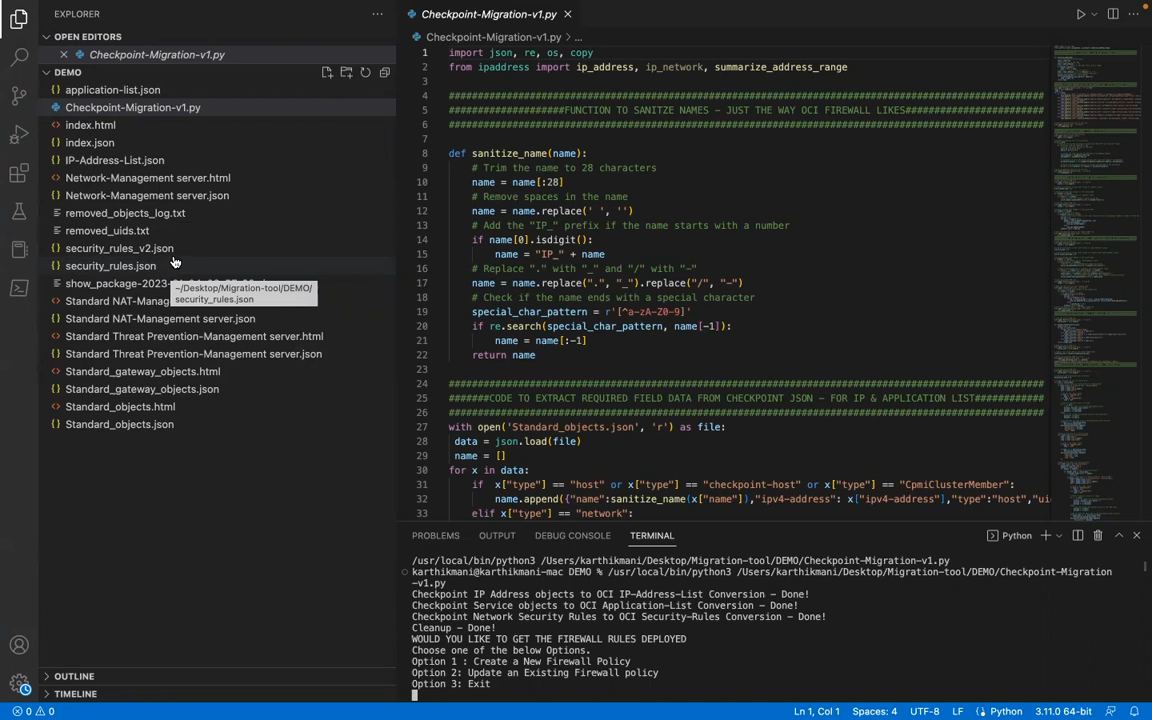 EXPLORER
OPEN EDITORS
Checkpoint-Migration-v1.py
DEMO
application-list.json
Checkpoint-Migration-v1.py
index.html
index.json
IP-Address-List.json
Network-Management server.html
Network-Management server.json
removed_objects_log.txt
removed_uids.txt
security_rules_v2.json
security_rules.json
show_package-2023-
~/Desktop/Migration-tool/DEMO/
security_rules.json
Standard NAT-Manag
Standard NAT-Management server.json
Standard Threat Prevention-Management server.html
Standard Threat Prevention-Management server.json
Standard_gateway_objects.html
Standard_gateway_objects.json
Standard_objects.html
Standard_objects.json
OUTLINE
TIMELINE
Checkpoint-Migration-v1.py
Checkpoint-Migration-v1.py > ...
1 import json, re, os, copy
2 from ipaddress import ip_address, ip_network, summarize_address_range
3
4 ######################################################################################################
5 ####################FUNCTION TO SANITZE NAMES - JUST THE WAY OCI FIREWALL LIKES########################
6 ######################################################################################################
7
8 def sanitize_name(name):
9 # Trim the name to 28 characters
10 name = name[:28]
11 # Remove spaces in the name
12 name = name.replace(' ', '')
13 # Add the "IP_" prefix if the name starts with a number
14 if name[0].isdigit():
15 name = "IP_" + name
16 # Replace "." with "_" and "/" with "-"
17 name = name.replace(".", "_").replace("/", "-")
18 # Check if the name ends with a special character
19 special_char_pattern = r'[^a-zA-Z0-9]'
20 if re.search(special_char_pattern, name[-1]):
21 name = name[:-1]
22 return name
23
24 ######################################################################################################
25 #######CODE TO EXTRACT REQUIRED FIELD DATA FROM CHECKPOINT JSON - FOR IP & APPLICATION LIST############
26 ######################################################################################################
27 with open('Standard_objects.json', 'r') as file:
28 data = json.load(file)
29 name = []
30 for x in data:
31 if x["type"] == "host" or x["type"] == "checkpoint-host" or x["type"] == "CpmiClusterMember":
32 name.append({"name":sanitize_name(x["name"]),"ipv4-address": x["ipv4-address"],"type":"host","ui
33 elif x["type"] == "network":
PROBLEMS OUTPUT DEBUG CONSOLE TERMINAL Python
/usr/local/bin/python3 /Users/karthikmani/Desktop/Migration-tool/DEMO/Checkpoint-Migration-v1.py
karthikmani@karthikmani-mac DEMO % /usr/local/bin/python3 /Users/karthikmani/Desktop/Migration-tool/DEMO/Checkpoint-Migration
-v1.py
Checkpoint IP Address objects to OCI IP-Address-List Conversion - Done!
Checkpoint Service objects to OCI Application-List Conversion - Done!
Checkpoint Network Security Rules to OCI Security-Rules Conversion - Done!
Cleanup - Done!
WOULD YOU LIKE TO GET THE FIREWALL RULES DEPLOYED
Choose one of the below Options.
Option 1 : Create a New Firewall Policy
Option 2: Update an Existing Firewall policy
Option 3: Exit
0 0 Ln 1, Col 1 Spaces: 4 UTF-8 LF Python 3.11.0 64-bit